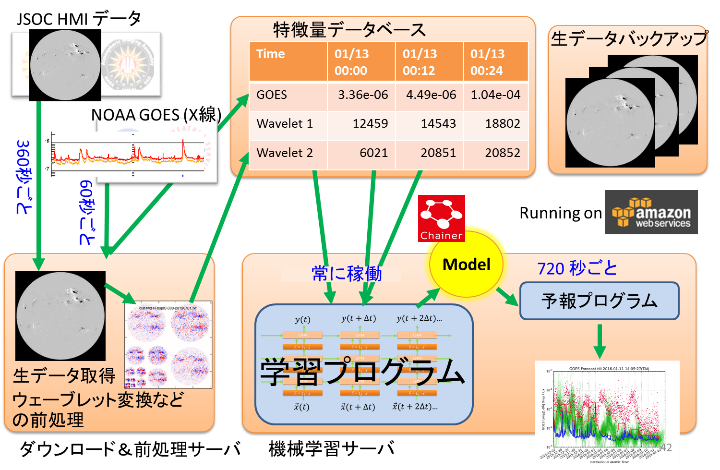 JSOC HMI データ
NOAA GOES (X線)
360秒ごと
60秒ごと
特徴量データベース
Time 01/13 00:00 01/13 00:12 01/13 00:24
GOES 3.36e-06 4.49e-06 1.04e-04
Wavelet 1 12459 14543 18802
Wavelet 2 6021 20851 20852
生データバックアップ
Running on
amazon
web services
Chainer
常に稼働
Model
720 秒ごと
予報プログラム
y(t) y(t + Δt) y(t + 2Δt)...
学習プログラム
x̃(t) x̃(t + Δt) x̃(t + 2Δt)...
生データ取得
ウェーブレット変換など
の前処理
ダウンロード＆前処理サーバ
機械学習サーバ
42